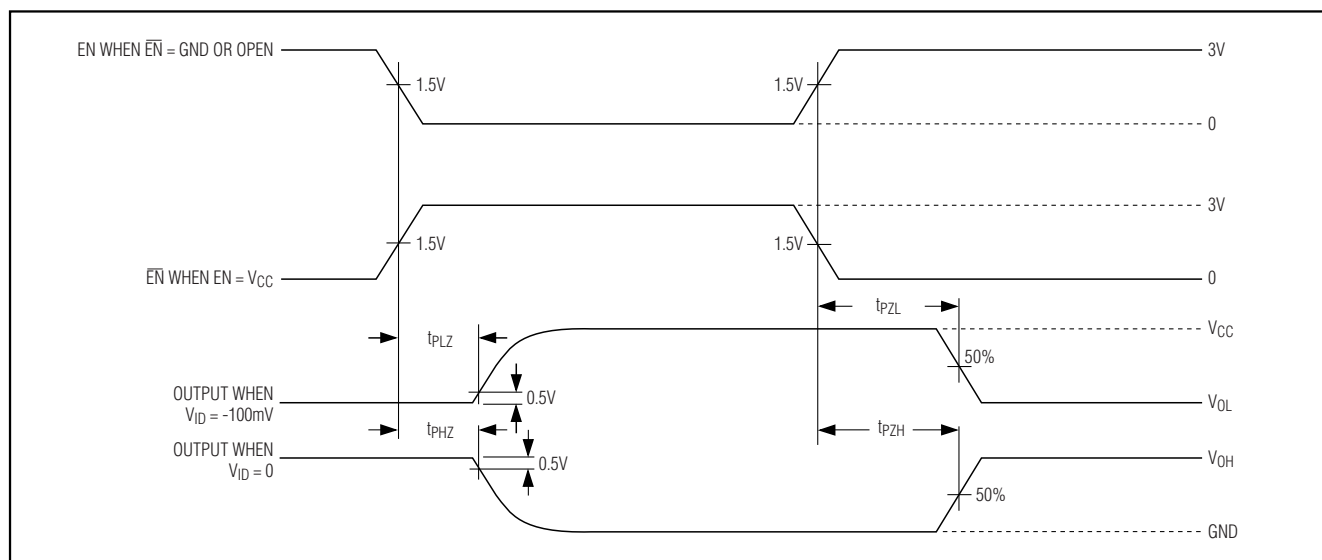 EN WHEN E̅N̅ = GND OR OPEN
3V
1.5V
1.5V
0
3V
1.5V
1.5V
E̅N̅ WHEN EN = VCC
0
tPZL
VCC
tPLZ
50%
OUTPUT WHEN
VID = -100mV
0.5V
VOL
tPHZ
tPZH
OUTPUT WHEN
VID = 0
0.5V
VOH
50%
GND